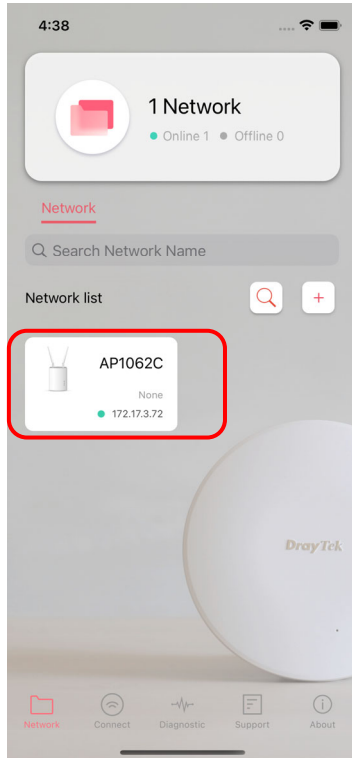 4:38
1 Network
Online 1 Offline 0
Network
Search Network Name
Network list
AP1062C
None
172.17.3.72
DrayTek
Network Connect Diagnostic Support About